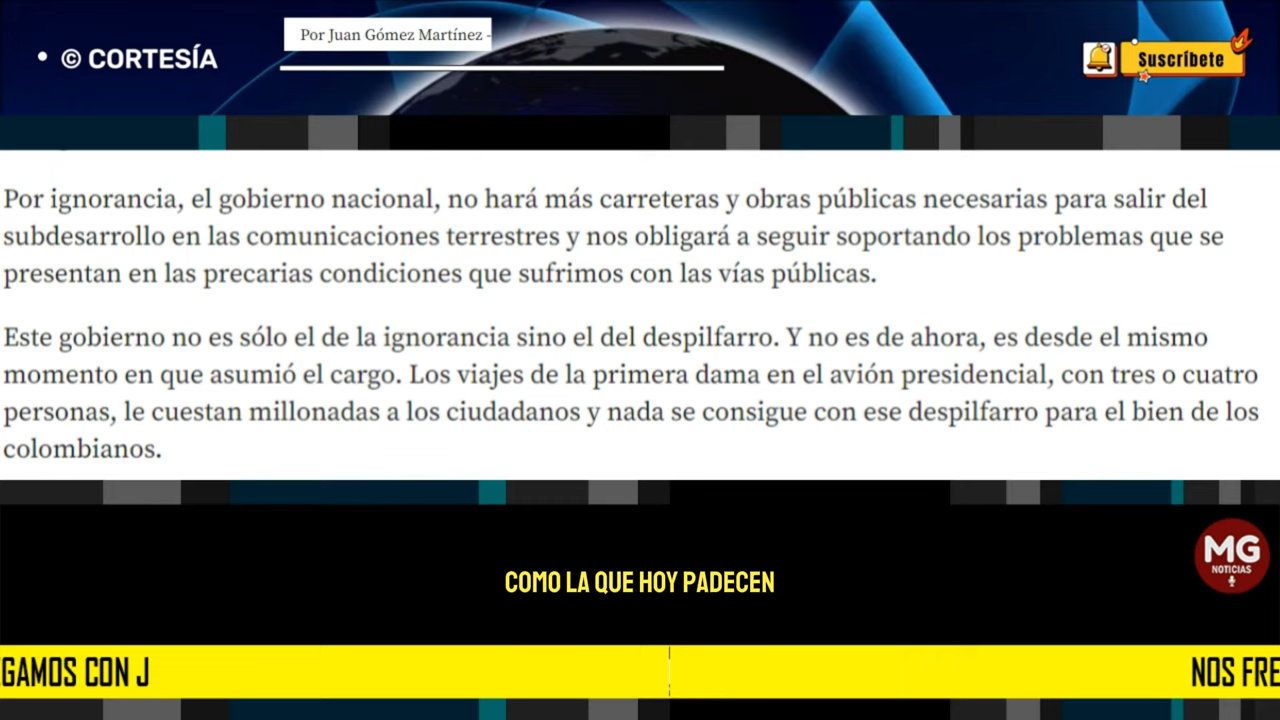 Por Juan Gómez Martínez -
• © CORTESÍA
Suscríbete
Por ignorancia, el gobierno nacional, no hará más carreteras y obras públicas necesarias para salir del
subdesarrollo en las comunicaciones terrestres y nos obligará a seguir soportando los problemas que se
presentan en las precarias condiciones que sufrimos con las vías públicas.
Este gobierno no es sólo el de la ignorancia sino el del despilfarro. Y no es de ahora, es desde el mismo
momento en que asumió el cargo. Los viajes de la primera dama en el avión presidencial, con tres o cuatro
personas, le cuestan millonadas a los ciudadanos y nada se consigue con ese despilfarro para el bien de los
colombianos.
MG
NOTICIAS
COMO LA QUE HOY PADECEN
GAMOS CON J
NOS FRE